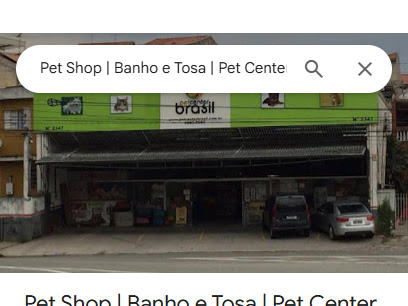 Pet Shop | Banho e Tosa | Pet Center
petcenter
brasil
Nº 2347
Nº 2347
Pet Shop | Banho e Tosa | Pet Center